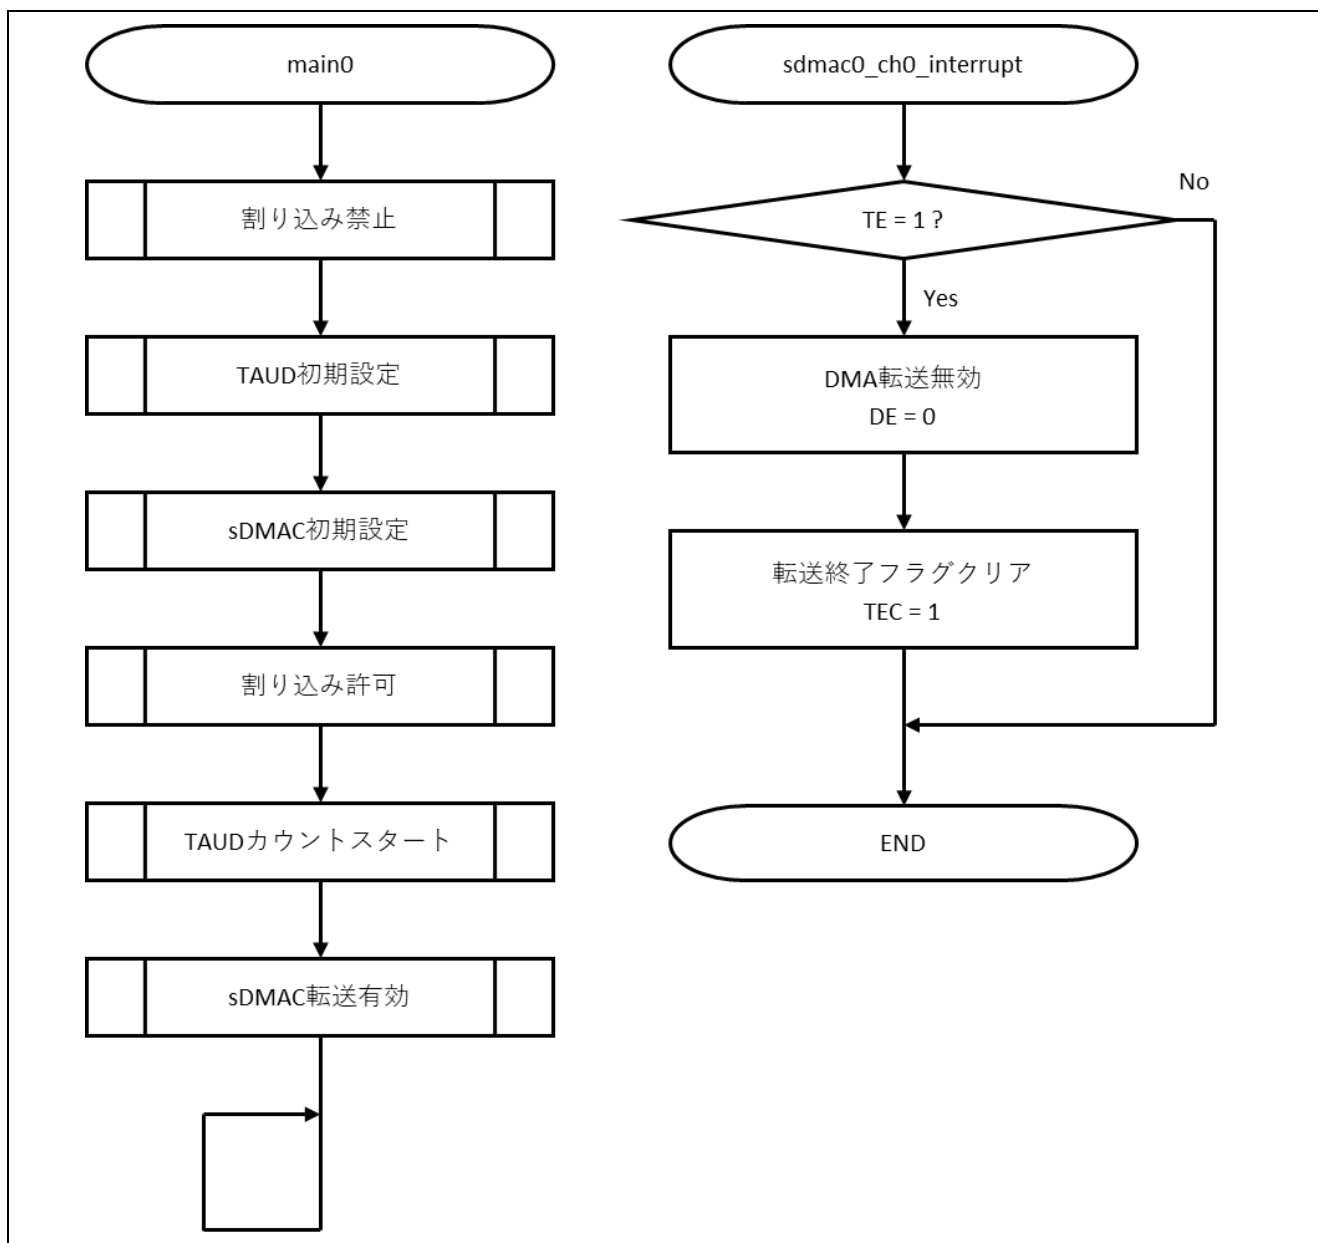 main0
割り込み禁止
TAUD初期設定
sDMAC初期設定
割り込み許可
TAUDカウントスタート
sDMAC転送有効
sdmac0_ch0_interrupt
TE = 1 ?
No
Yes
DMA転送無効
DE = 0
転送終了フラグクリア
TEC = 1
END